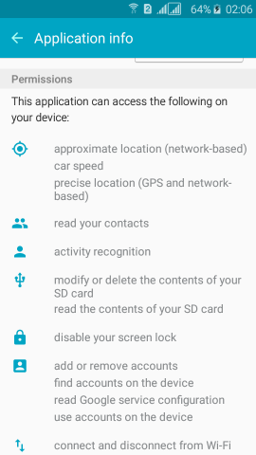 2 64% 02:06
Application info
Permissions
This application can access the following on
your device:
approximate location (network-based)
car speed
precise location (GPS and network-
based)
read your contacts
activity recognition
modify or delete the contents of your
SD card
read the contents of your SD card
disable your screen lock
add or remove accounts
find accounts on the device
read Google service configuration
use accounts on the device
connect and disconnect from Wi-Fi